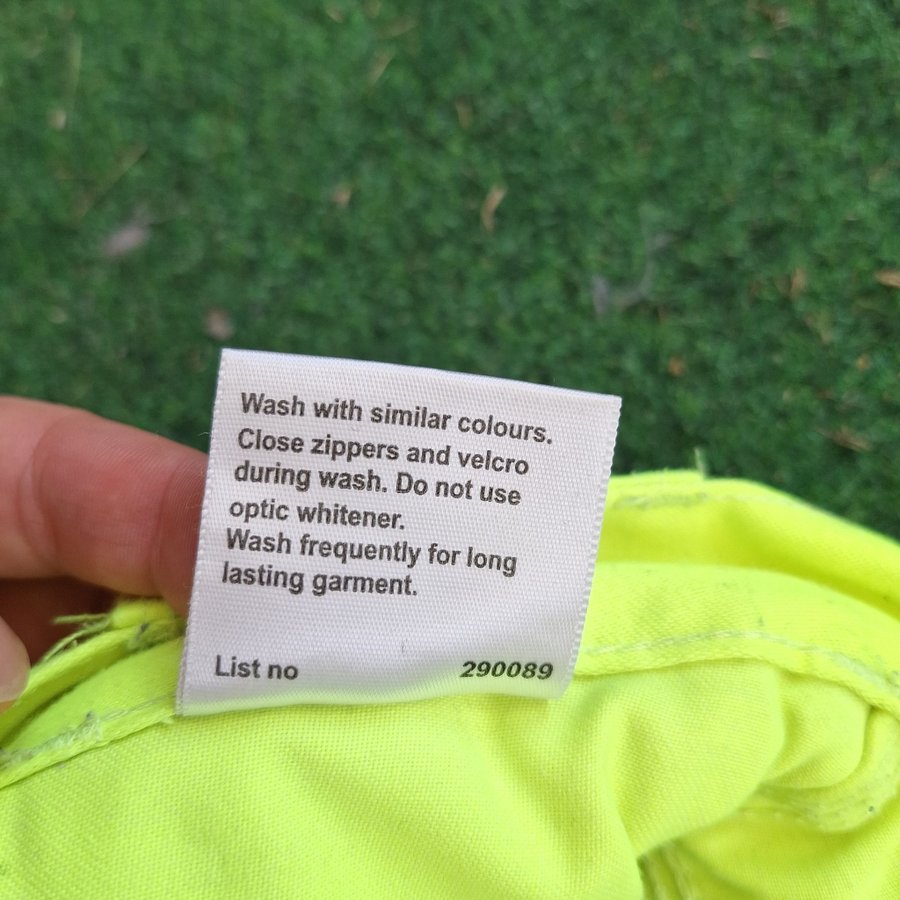 Wash with similar colours.
Close zippers and velcro
during wash. Do not use
optic whitener.
Wash frequently for long
lasting garment.
List no 290089